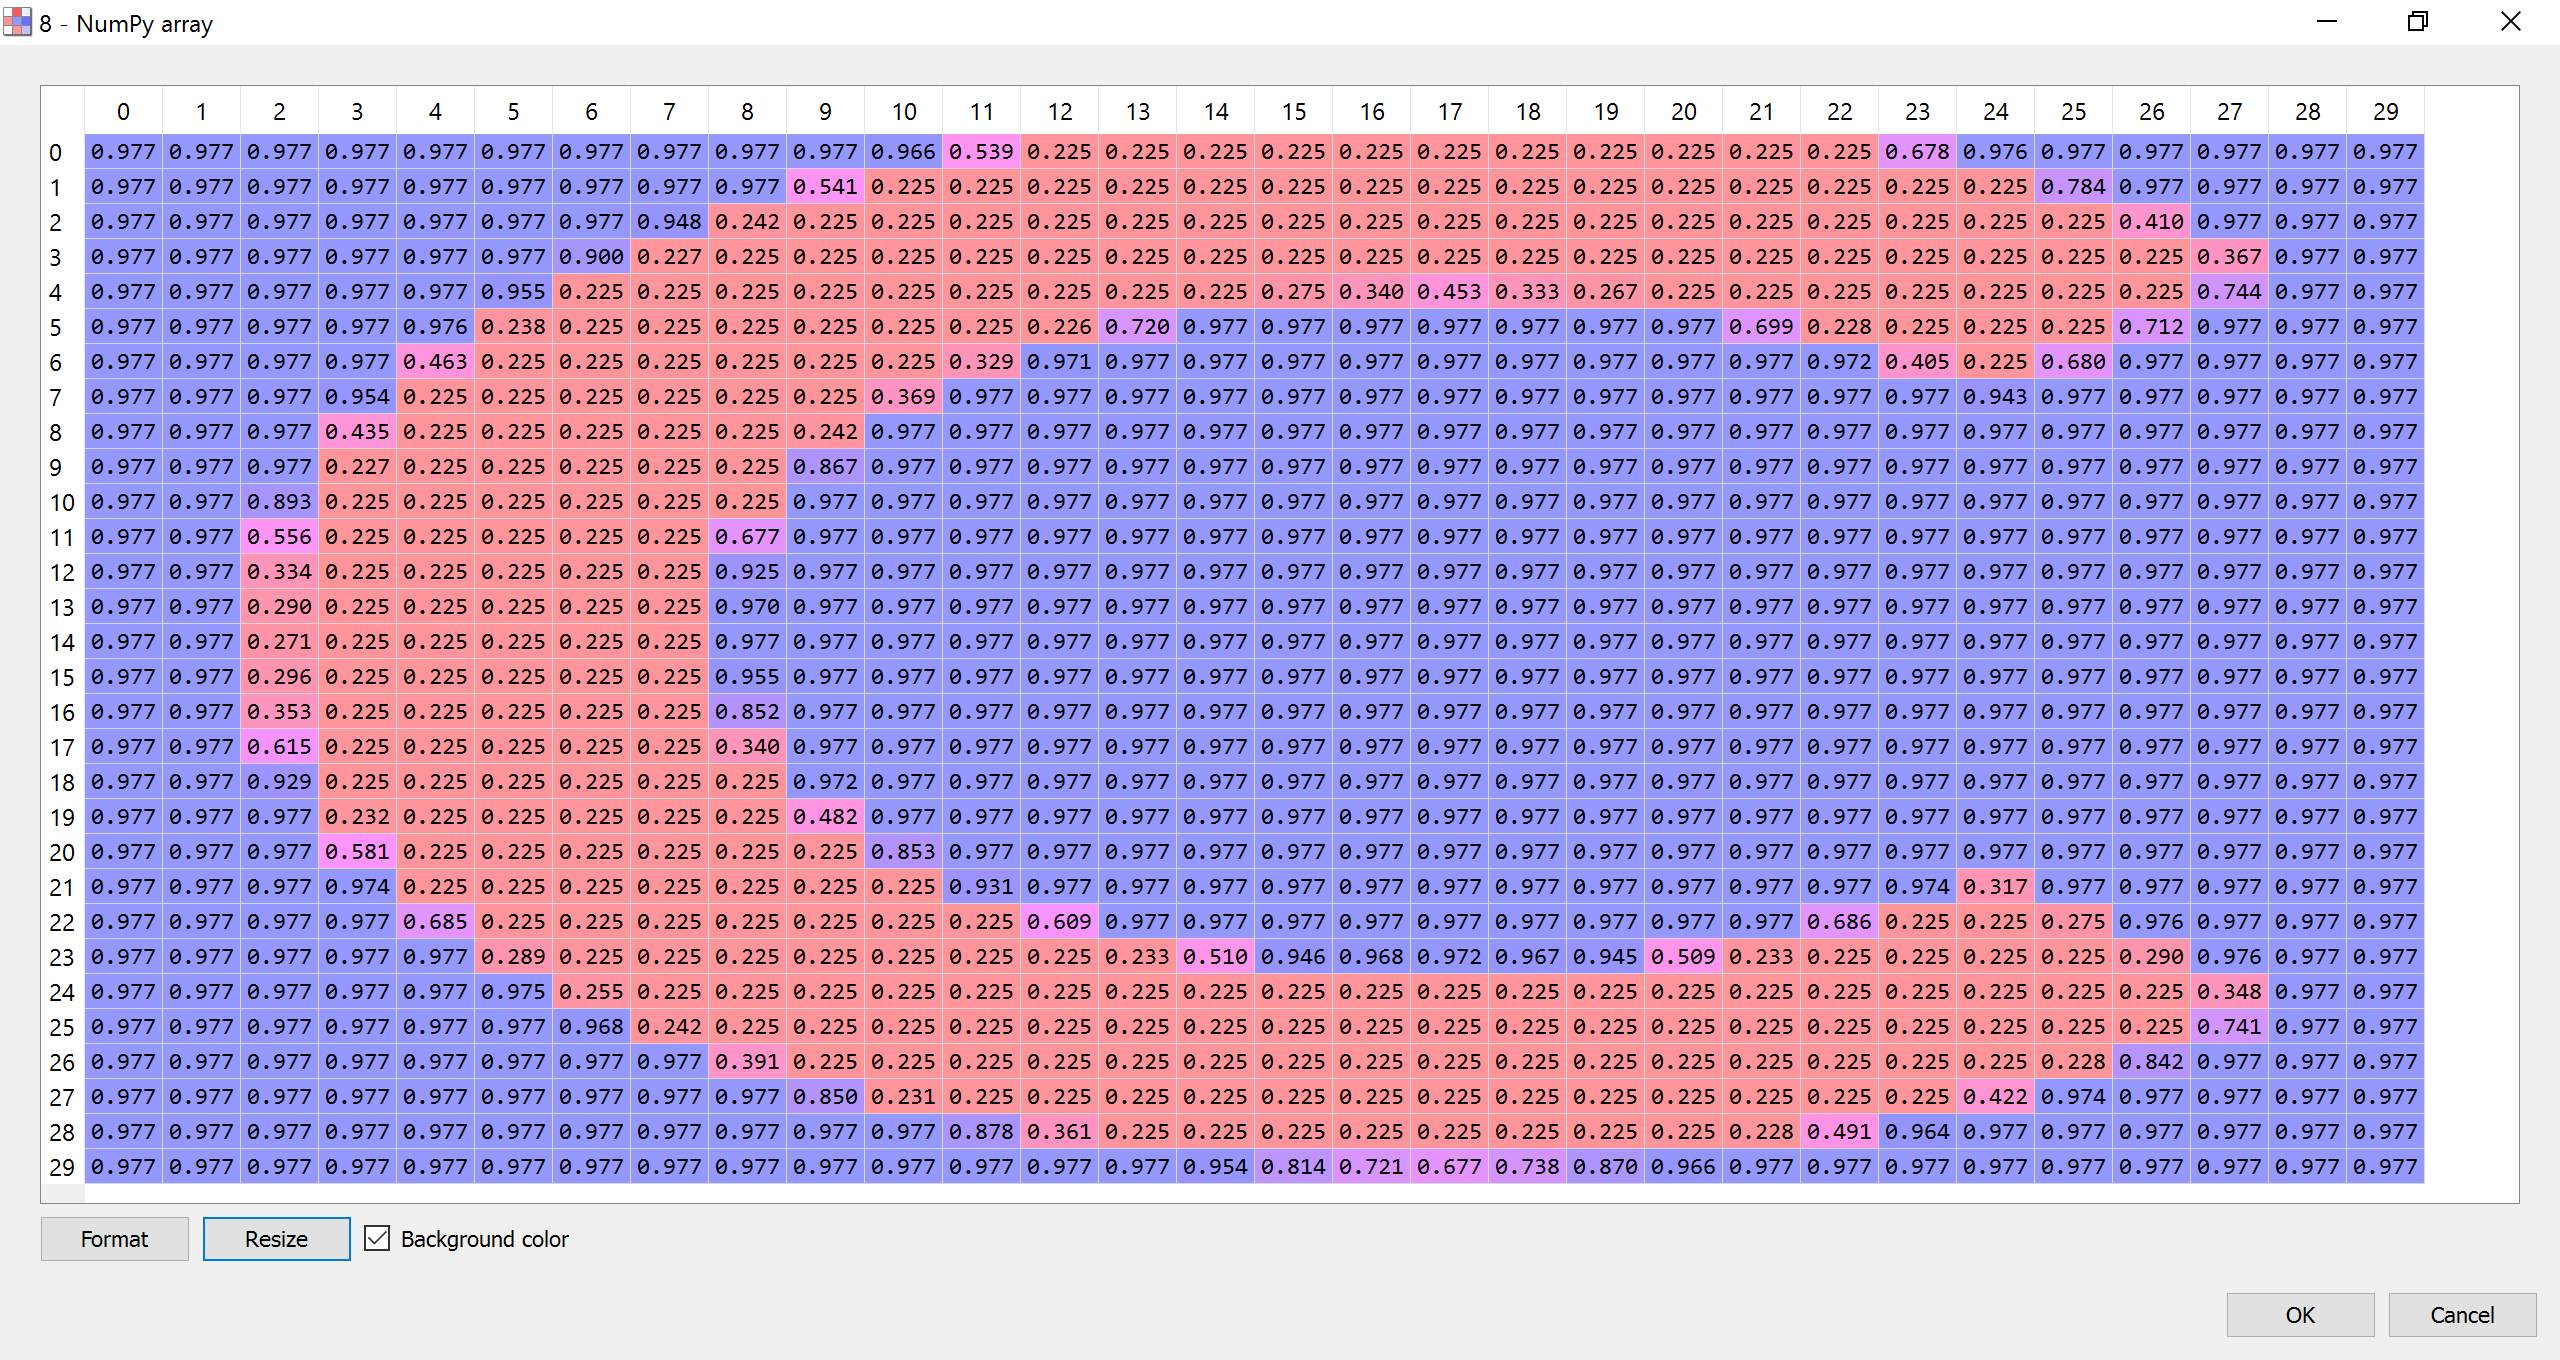 8 - NumPy array
0 1 2 3 4 5 6 7 8 9 10 11 12 13 14 15 16 17 18 19 20 21 22 23 24 25 26 27 28 29
0 0.977 0.977 0.977 0.977 0.977 0.977 0.977 0.977 0.977 0.977 0.966 0.539 0.225 0.225 0.225 0.225 0.225 0.225 0.225 0.225 0.225 0.225 0.225 0.678 0.976 0.977 0.977 0.977 0.977 0.977
1 0.977 0.977 0.977 0.977 0.977 0.977 0.977 0.977 0.977 0.541 0.225 0.225 0.225 0.225 0.225 0.225 0.225 0.225 0.225 0.225 0.225 0.225 0.225 0.225 0.225 0.784 0.977 0.977 0.977 0.977
2 0.977 0.977 0.977 0.977 0.977 0.977 0.977 0.948 0.242 0.225 0.225 0.225 0.225 0.225 0.225 0.225 0.225 0.225 0.225 0.225 0.225 0.225 0.225 0.225 0.225 0.225 0.410 0.977 0.977 0.977
3 0.977 0.977 0.977 0.977 0.977 0.977 0.900 0.227 0.225 0.225 0.225 0.225 0.225 0.225 0.225 0.225 0.225 0.225 0.225 0.225 0.225 0.225 0.225 0.225 0.225 0.225 0.225 0.367 0.977 0.977
4 0.977 0.977 0.977 0.977 0.977 0.955 0.225 0.225 0.225 0.225 0.225 0.225 0.225 0.225 0.225 0.275 0.340 0.453 0.333 0.267 0.225 0.225 0.225 0.225 0.225 0.225 0.225 0.744 0.977 0.977
5 0.977 0.977 0.977 0.977 0.976 0.238 0.225 0.225 0.225 0.225 0.225 0.225 0.226 0.720 0.977 0.977 0.977 0.977 0.977 0.977 0.977 0.699 0.228 0.225 0.225 0.225 0.712 0.977 0.977 0.977
6 0.977 0.977 0.977 0.977 0.463 0.225 0.225 0.225 0.225 0.225 0.225 0.329 0.971 0.977 0.977 0.977 0.977 0.977 0.977 0.977 0.977 0.977 0.972 0.405 0.225 0.680 0.977 0.977 0.977 0.977
7 0.977 0.977 0.977 0.954 0.225 0.225 0.225 0.225 0.225 0.225 0.369 0.977 0.977 0.977 0.977 0.977 0.977 0.977 0.977 0.977 0.977 0.977 0.977 0.977 0.943 0.977 0.977 0.977 0.977 0.977
8 0.977 0.977 0.977 0.435 0.225 0.225 0.225 0.225 0.225 0.242 0.977 0.977 0.977 0.977 0.977 0.977 0.977 0.977 0.977 0.977 0.977 0.977 0.977 0.977 0.977 0.977 0.977 0.977 0.977 0.977
9 0.977 0.977 0.977 0.227 0.225 0.225 0.225 0.225 0.225 0.867 0.977 0.977 0.977 0.977 0.977 0.977 0.977 0.977 0.977 0.977 0.977 0.977 0.977 0.977 0.977 0.977 0.977 0.977 0.977 0.977
10 0.977 0.977 0.893 0.225 0.225 0.225 0.225 0.225 0.225 0.977 0.977 0.977 0.977 0.977 0.977 0.977 0.977 0.977 0.977 0.977 0.977 0.977 0.977 0.977 0.977 0.977 0.977 0.977 0.977 0.977
11 0.977 0.977 0.556 0.225 0.225 0.225 0.225 0.225 0.677 0.977 0.977 0.977 0.977 0.977 0.977 0.977 0.977 0.977 0.977 0.977 0.977 0.977 0.977 0.977 0.977 0.977 0.977 0.977 0.977 0.977
12 0.977 0.977 0.334 0.225 0.225 0.225 0.225 0.225 0.925 0.977 0.977 0.977 0.977 0.977 0.977 0.977 0.977 0.977 0.977 0.977 0.977 0.977 0.977 0.977 0.977 0.977 0.977 0.977 0.977 0.977
13 0.977 0.977 0.290 0.225 0.225 0.225 0.225 0.225 0.970 0.977 0.977 0.977 0.977 0.977 0.977 0.977 0.977 0.977 0.977 0.977 0.977 0.977 0.977 0.977 0.977 0.977 0.977 0.977 0.977 0.977
14 0.977 0.977 0.271 0.225 0.225 0.225 0.225 0.225 0.977 0.977 0.977 0.977 0.977 0.977 0.977 0.977 0.977 0.977 0.977 0.977 0.977 0.977 0.977 0.977 0.977 0.977 0.977 0.977 0.977 0.977
15 0.977 0.977 0.296 0.225 0.225 0.225 0.225 0.225 0.955 0.977 0.977 0.977 0.977 0.977 0.977 0.977 0.977 0.977 0.977 0.977 0.977 0.977 0.977 0.977 0.977 0.977 0.977 0.977 0.977 0.977
16 0.977 0.977 0.353 0.225 0.225 0.225 0.225 0.225 0.852 0.977 0.977 0.977 0.977 0.977 0.977 0.977 0.977 0.977 0.977 0.977 0.977 0.977 0.977 0.977 0.977 0.977 0.977 0.977 0.977 0.977
17 0.977 0.977 0.615 0.225 0.225 0.225 0.225 0.225 0.340 0.977 0.977 0.977 0.977 0.977 0.977 0.977 0.977 0.977 0.977 0.977 0.977 0.977 0.977 0.977 0.977 0.977 0.977 0.977 0.977 0.977
18 0.977 0.977 0.929 0.225 0.225 0.225 0.225 0.225 0.225 0.972 0.977 0.977 0.977 0.977 0.977 0.977 0.977 0.977 0.977 0.977 0.977 0.977 0.977 0.977 0.977 0.977 0.977 0.977 0.977 0.977
19 0.977 0.977 0.977 0.232 0.225 0.225 0.225 0.225 0.225 0.482 0.977 0.977 0.977 0.977 0.977 0.977 0.977 0.977 0.977 0.977 0.977 0.977 0.977 0.977 0.977 0.977 0.977 0.977 0.977 0.977
20 0.977 0.977 0.977 0.581 0.225 0.225 0.225 0.225 0.225 0.225 0.853 0.977 0.977 0.977 0.977 0.977 0.977 0.977 0.977 0.977 0.977 0.977 0.977 0.977 0.977 0.977 0.977 0.977 0.977 0.977
21 0.977 0.977 0.977 0.974 0.225 0.225 0.225 0.225 0.225 0.225 0.225 0.931 0.977 0.977 0.977 0.977 0.977 0.977 0.977 0.977 0.977 0.977 0.977 0.974 0.317 0.977 0.977 0.977 0.977 0.977
22 0.977 0.977 0.977 0.977 0.685 0.225 0.225 0.225 0.225 0.225 0.225 0.225 0.609 0.977 0.977 0.977 0.977 0.977 0.977 0.977 0.977 0.977 0.686 0.225 0.225 0.275 0.976 0.977 0.977 0.977
23 0.977 0.977 0.977 0.977 0.977 0.289 0.225 0.225 0.225 0.225 0.225 0.225 0.225 0.233 0.510 0.946 0.968 0.972 0.967 0.945 0.509 0.233 0.225 0.225 0.225 0.225 0.290 0.976 0.977 0.977
24 0.977 0.977 0.977 0.977 0.977 0.975 0.255 0.225 0.225 0.225 0.225 0.225 0.225 0.225 0.225 0.225 0.225 0.225 0.225 0.225 0.225 0.225 0.225 0.225 0.225 0.225 0.225 0.348 0.977 0.977
25 0.977 0.977 0.977 0.977 0.977 0.977 0.968 0.242 0.225 0.225 0.225 0.225 0.225 0.225 0.225 0.225 0.225 0.225 0.225 0.225 0.225 0.225 0.225 0.225 0.225 0.225 0.225 0.741 0.977 0.977
26 0.977 0.977 0.977 0.977 0.977 0.977 0.977 0.977 0.391 0.225 0.225 0.225 0.225 0.225 0.225 0.225 0.225 0.225 0.225 0.225 0.225 0.225 0.225 0.225 0.225 0.228 0.842 0.977 0.977 0.977
27 0.977 0.977 0.977 0.977 0.977 0.977 0.977 0.977 0.977 0.850 0.231 0.225 0.225 0.225 0.225 0.225 0.225 0.225 0.225 0.225 0.225 0.225 0.225 0.225 0.422 0.974 0.977 0.977 0.977 0.977
28 0.977 0.977 0.977 0.977 0.977 0.977 0.977 0.977 0.977 0.977 0.977 0.878 0.361 0.225 0.225 0.225 0.225 0.225 0.225 0.225 0.225 0.228 0.491 0.964 0.977 0.977 0.977 0.977 0.977 0.977
29 0.977 0.977 0.977 0.977 0.977 0.977 0.977 0.977 0.977 0.977 0.977 0.977 0.977 0.977 0.954 0.814 0.721 0.677 0.738 0.870 0.966 0.977 0.977 0.977 0.977 0.977 0.977 0.977 0.977 0.977
Format Resize Background color
OK Cancel